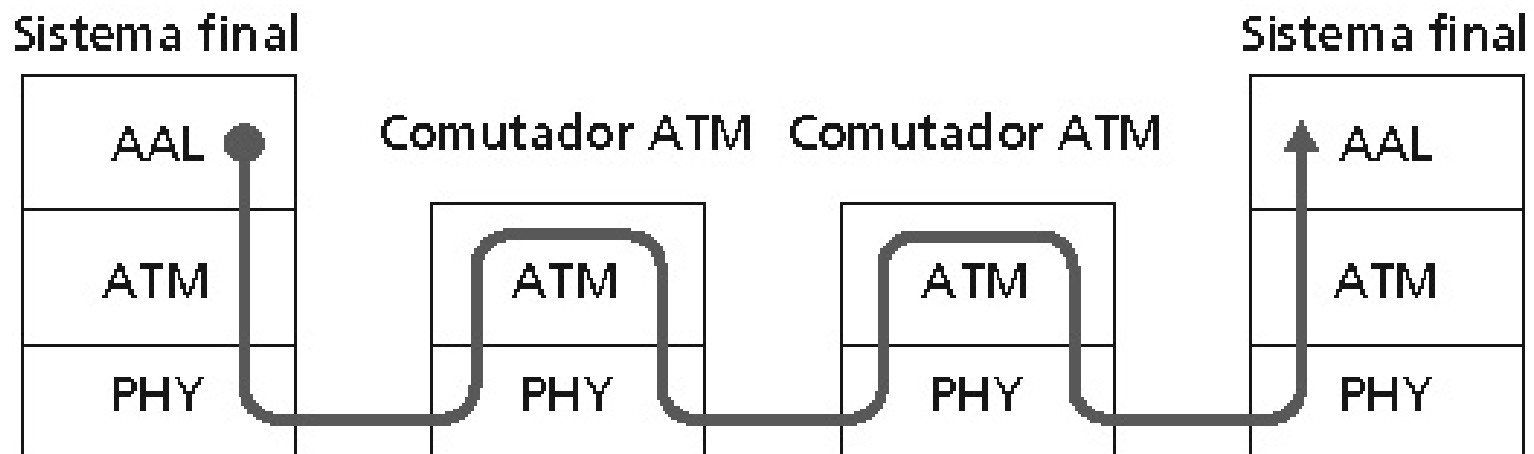 Sistema final
Sistema final
Comutador ATM
Comutador ATM
AAL
AAL
ATM
ATM
ATM
ATM
PHY
PHY
PHY
PHY